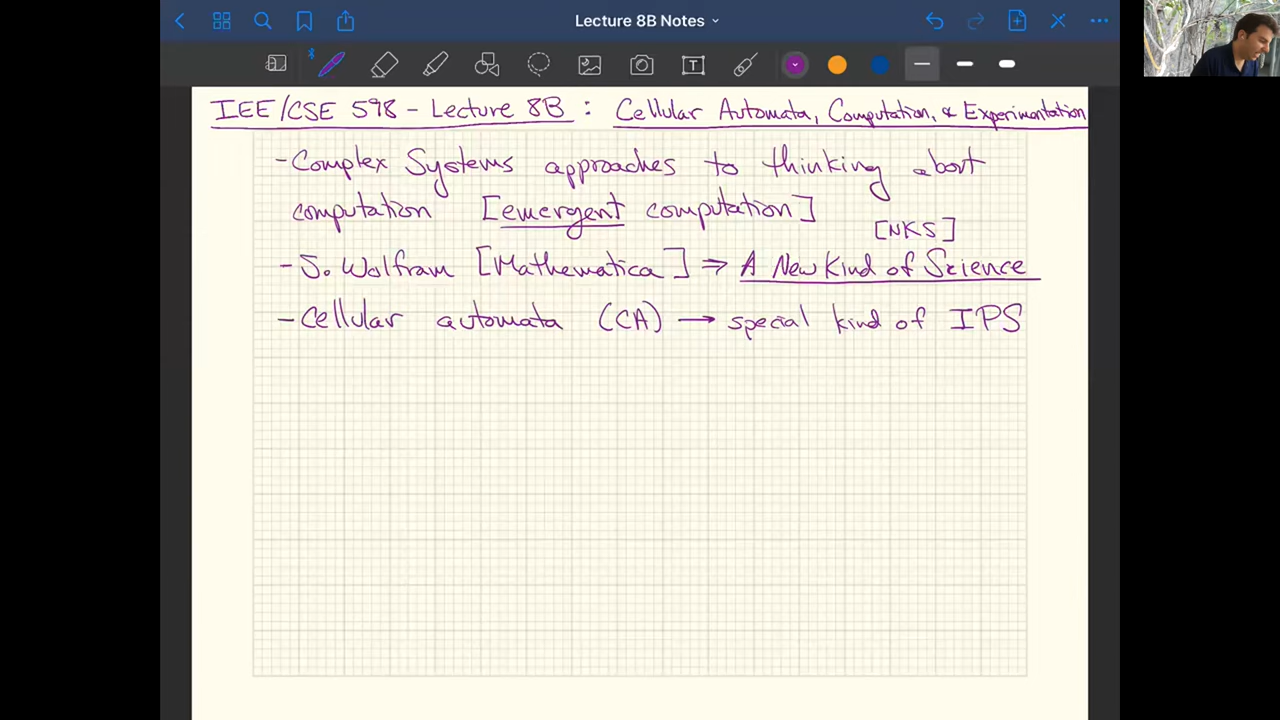 Lecture 8B Notes
IEE/CSE 598 - Lecture 8B : Cellular Automata, Computation, & Experimentation
- Complex Systems approaches to thinking about
computation [emergent computation]
[NKS]
- S. Wolfram [Mathematica] ⇒ A New Kind of Science
- Cellular automata (CA) → special kind of IPS